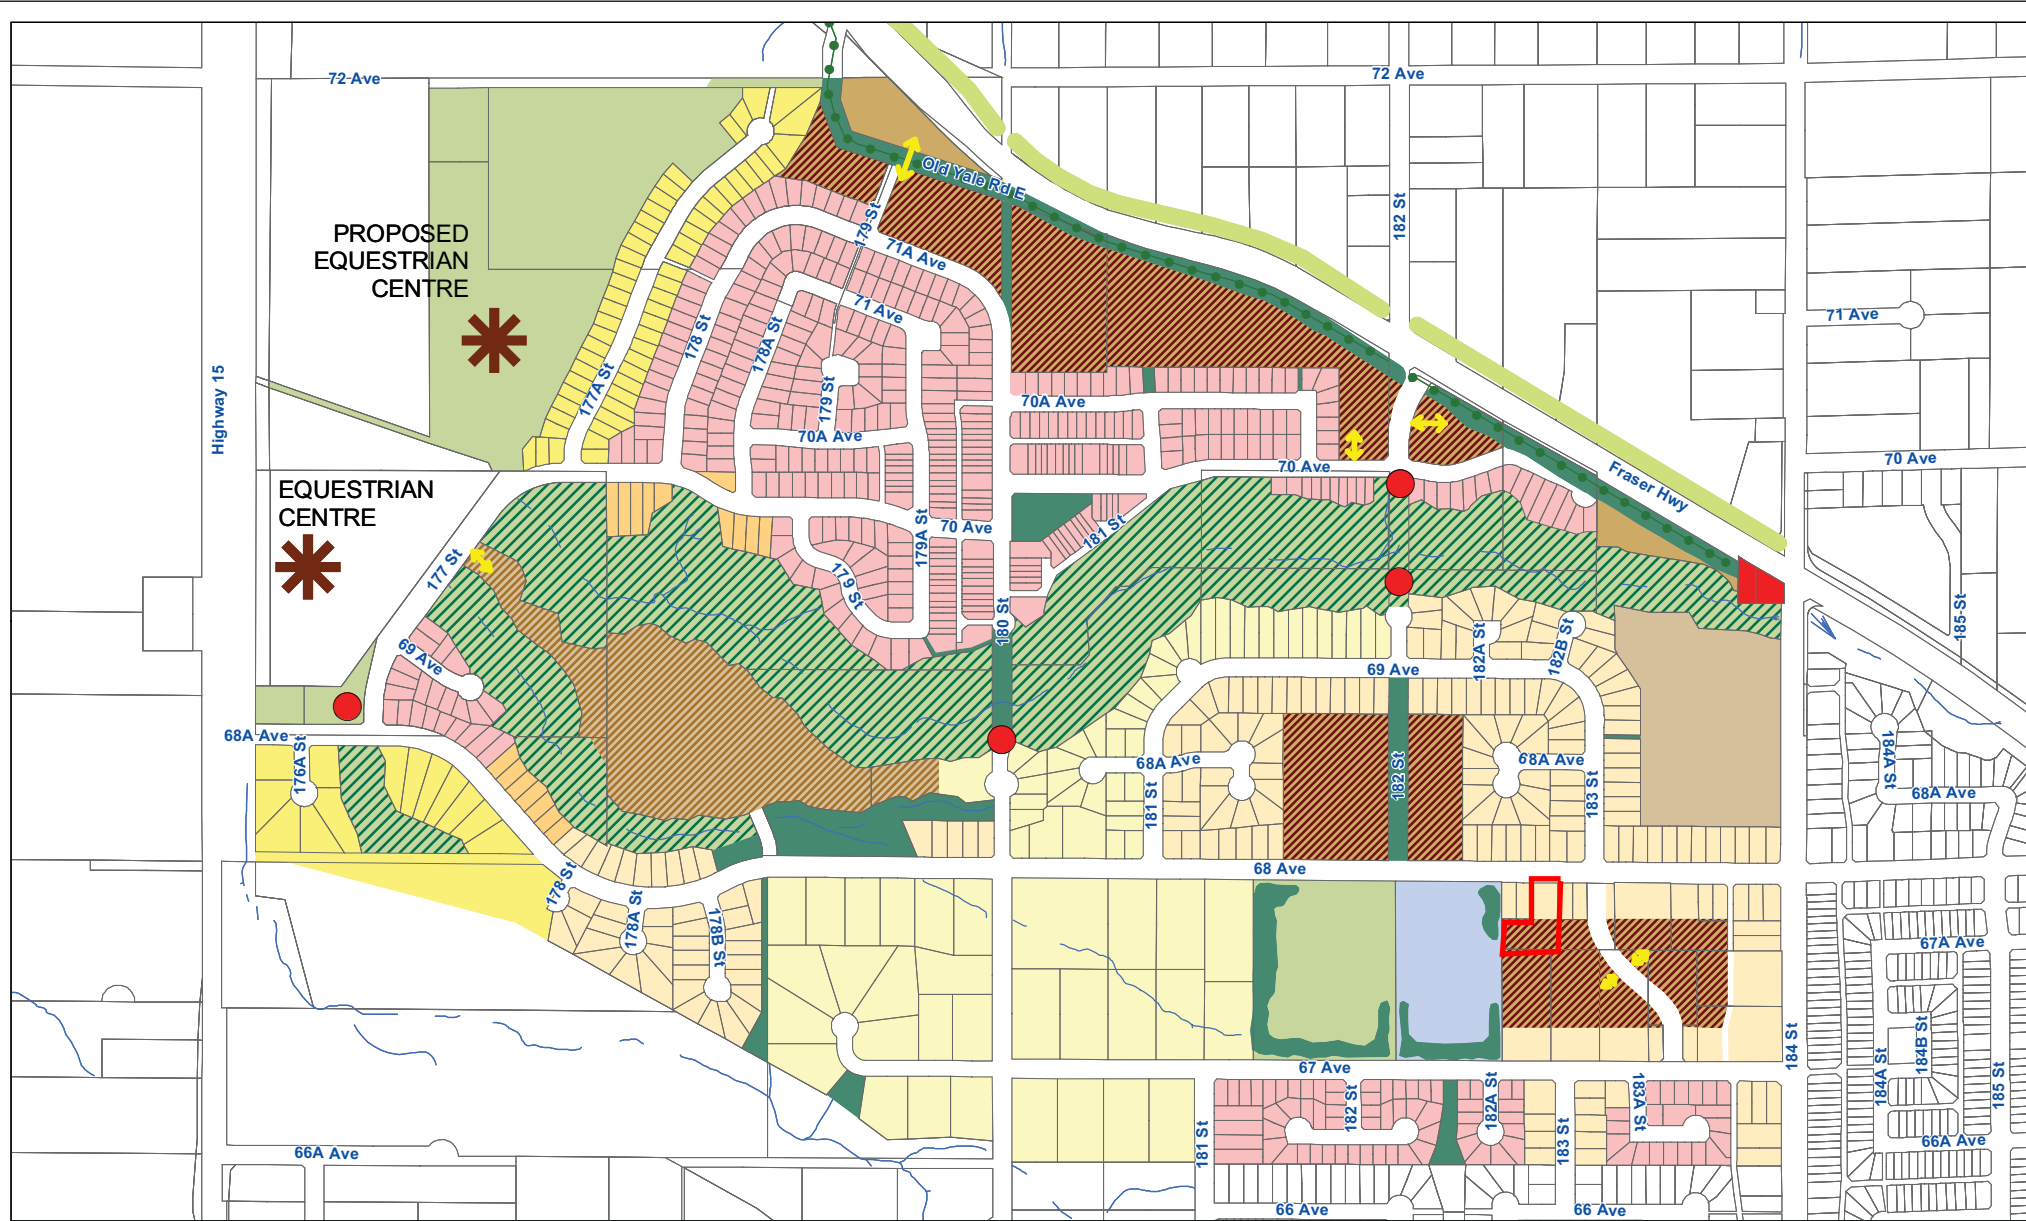 72 Ave
72 Ave
Old Yale Rd E
182 St
179 St
71A Ave
PROPOSED
EQUESTRIAN
CENTRE
71 Ave
71 Ave
178 St
178A St
177A St
179 St
Highway 15
70A Ave
70A Ave
70 Ave
70 Ave
Fraser Hwy
EQUESTRIAN
CENTRE
70 Ave
179A St
181 St
177 St
179 St
180 St
185 St
69 Ave
182A St
182B St
69 Ave
68A Ave
176A St
68A Ave
181 St
182 St
68A Ave
183 St
184A St
68A Ave
68 Ave
178 St
178A St
178B St
67A Ave
184 St
184B St
184A St
185 St
67 Ave
182 St
182A St
183A St
181 St
183 St
66A Ave
66A Ave
66 Ave
66 Ave